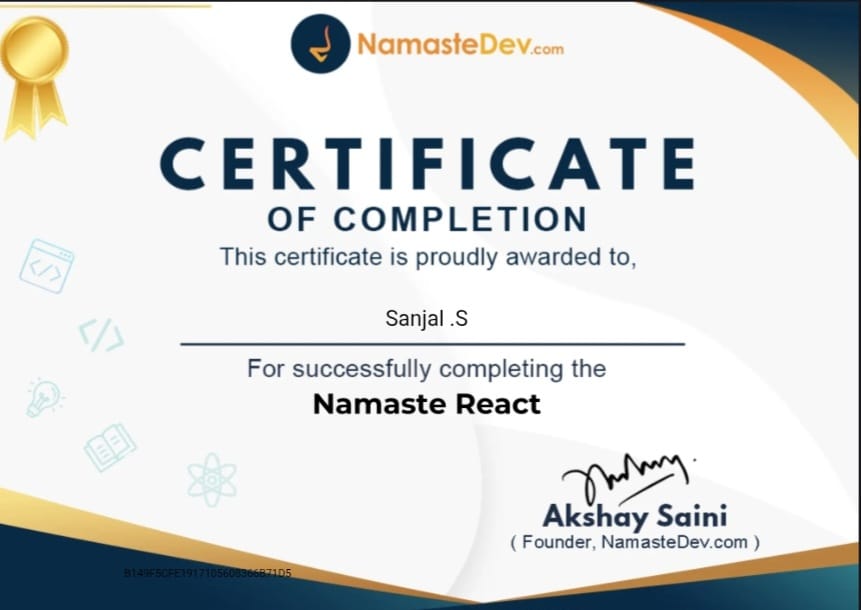 NamasteDev.com
CERTIFICATE
OF COMPLETION
This certificate is proudly awarded to,
Sanjal .S
For successfully completing the
Namaste React
Akshay Saini
( Founder, NamasteDev.com )